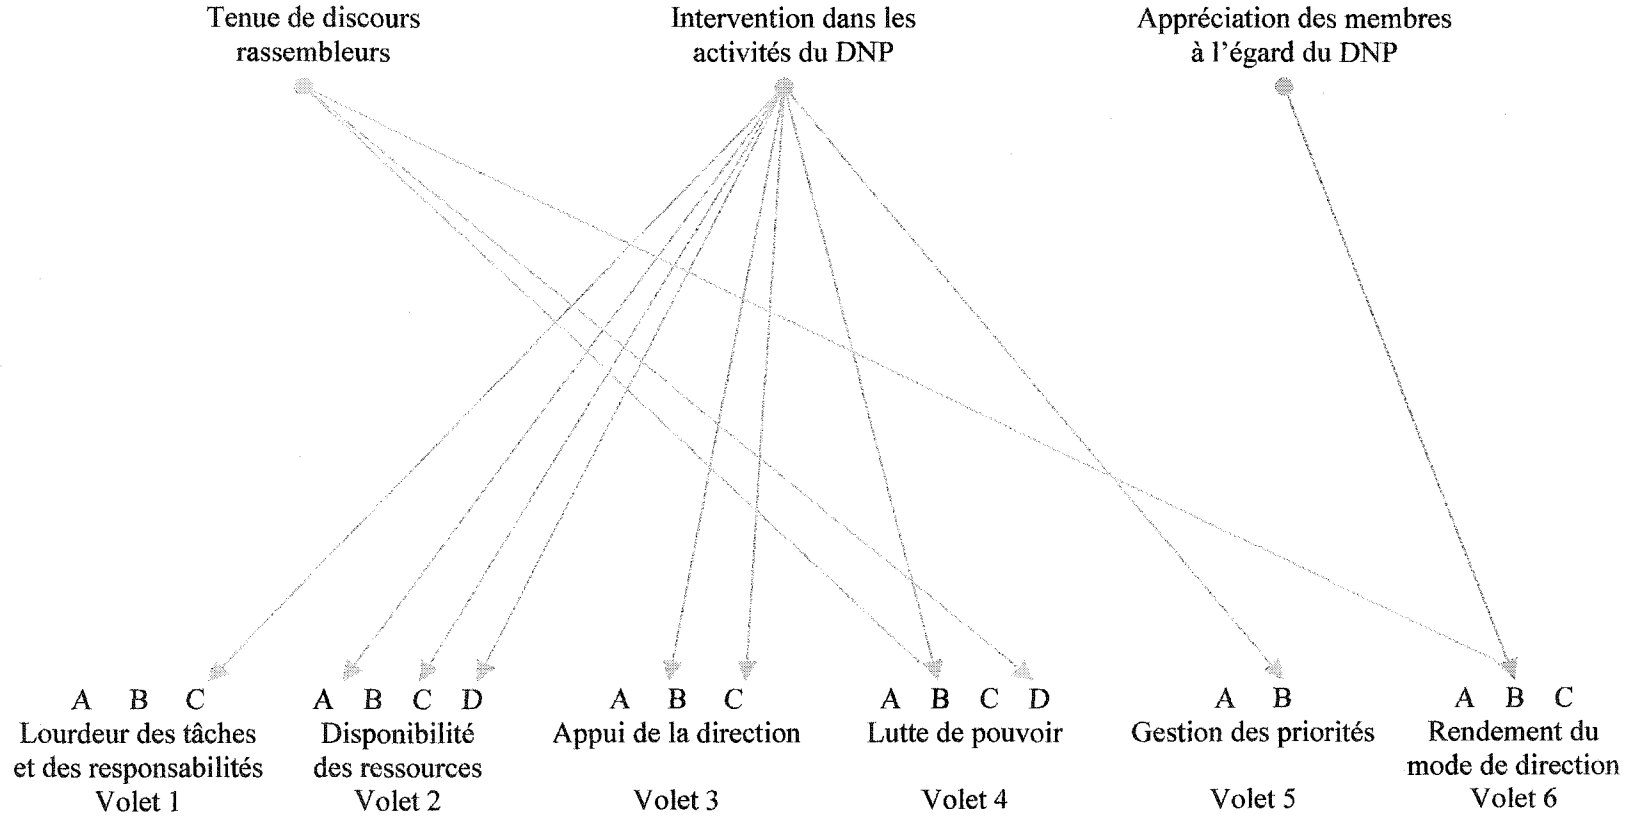 Tenue de discours
rassembleurs
Intervention dans les
activités du DNP
Appréciation des membres
à l'égard du DNP
A B C
Lourdeur des tâches
et des responsabilités
Volet 1
A B C D
Disponibilité
des ressources
Volet 2
A B C
Appui de la direction
Volet 3
A B C D
Lutte de pouvoir
Volet 4
A B
Gestion des priorités
Volet 5
A B C
Rendement du
mode de direction
Volet 6